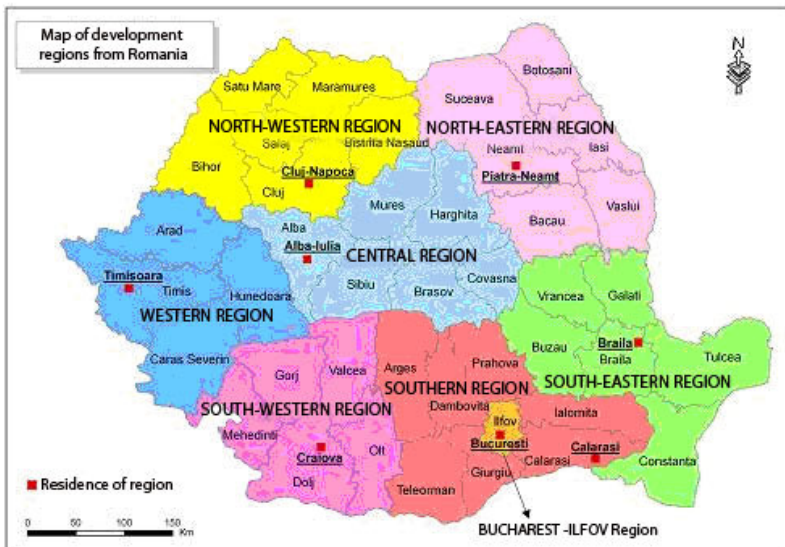 Map of development
regions from Romania
N
Botosani
Satu Mare
Maramures
Suceava
NORTH-WESTERN REGION
NORTH-EASTERN REGION
Salaj
Bistrita Nasaud
Neamt
Iasi
Bihor
Cluj-Napoca
Piatra-Neamt
Cluj
Mures
Harghita
Bacau
Vaslui
Arad
Alba
Alba-Iulia
CENTRAL REGION
Timisoara
Timis
Hunedoara
Sibiu
Brasov
Covasna
Vrancea
Galati
WESTERN REGION
Caras Severin
Buzau
Braila
Braila
Tulcea
Gorj
Valcea
Arges
Prahova
SOUTHERN REGION
SOUTH-EASTERN REGION
SOUTH-WESTERN REGION
Dambovita
Ilfov
Ialomita
Mehedinti
Craiova
Olt
Bucuresti
Calarasi
Dolj
Teleorman
Giurgiu
Calarasi
Constanta
Residence of region
0 50 100 150
Km
BUCHAREST -ILFOV Region